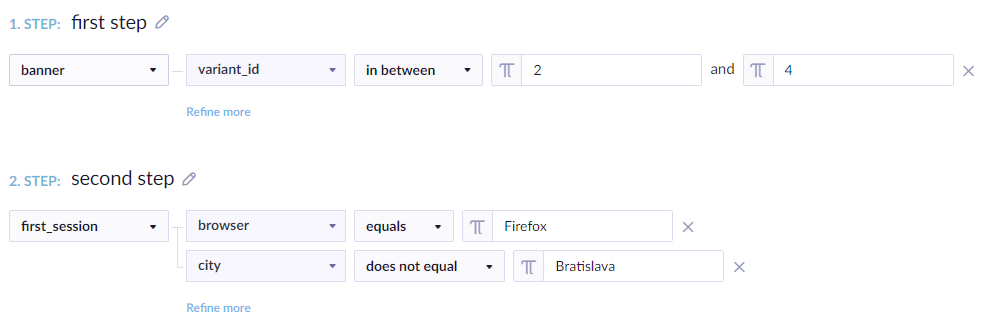 1. STEP: first step
banner variant_id in between 2 and 4
Refine more
2. STEP: second step
first_session browser equals Firefox
city does not equal Bratislava
Refine more